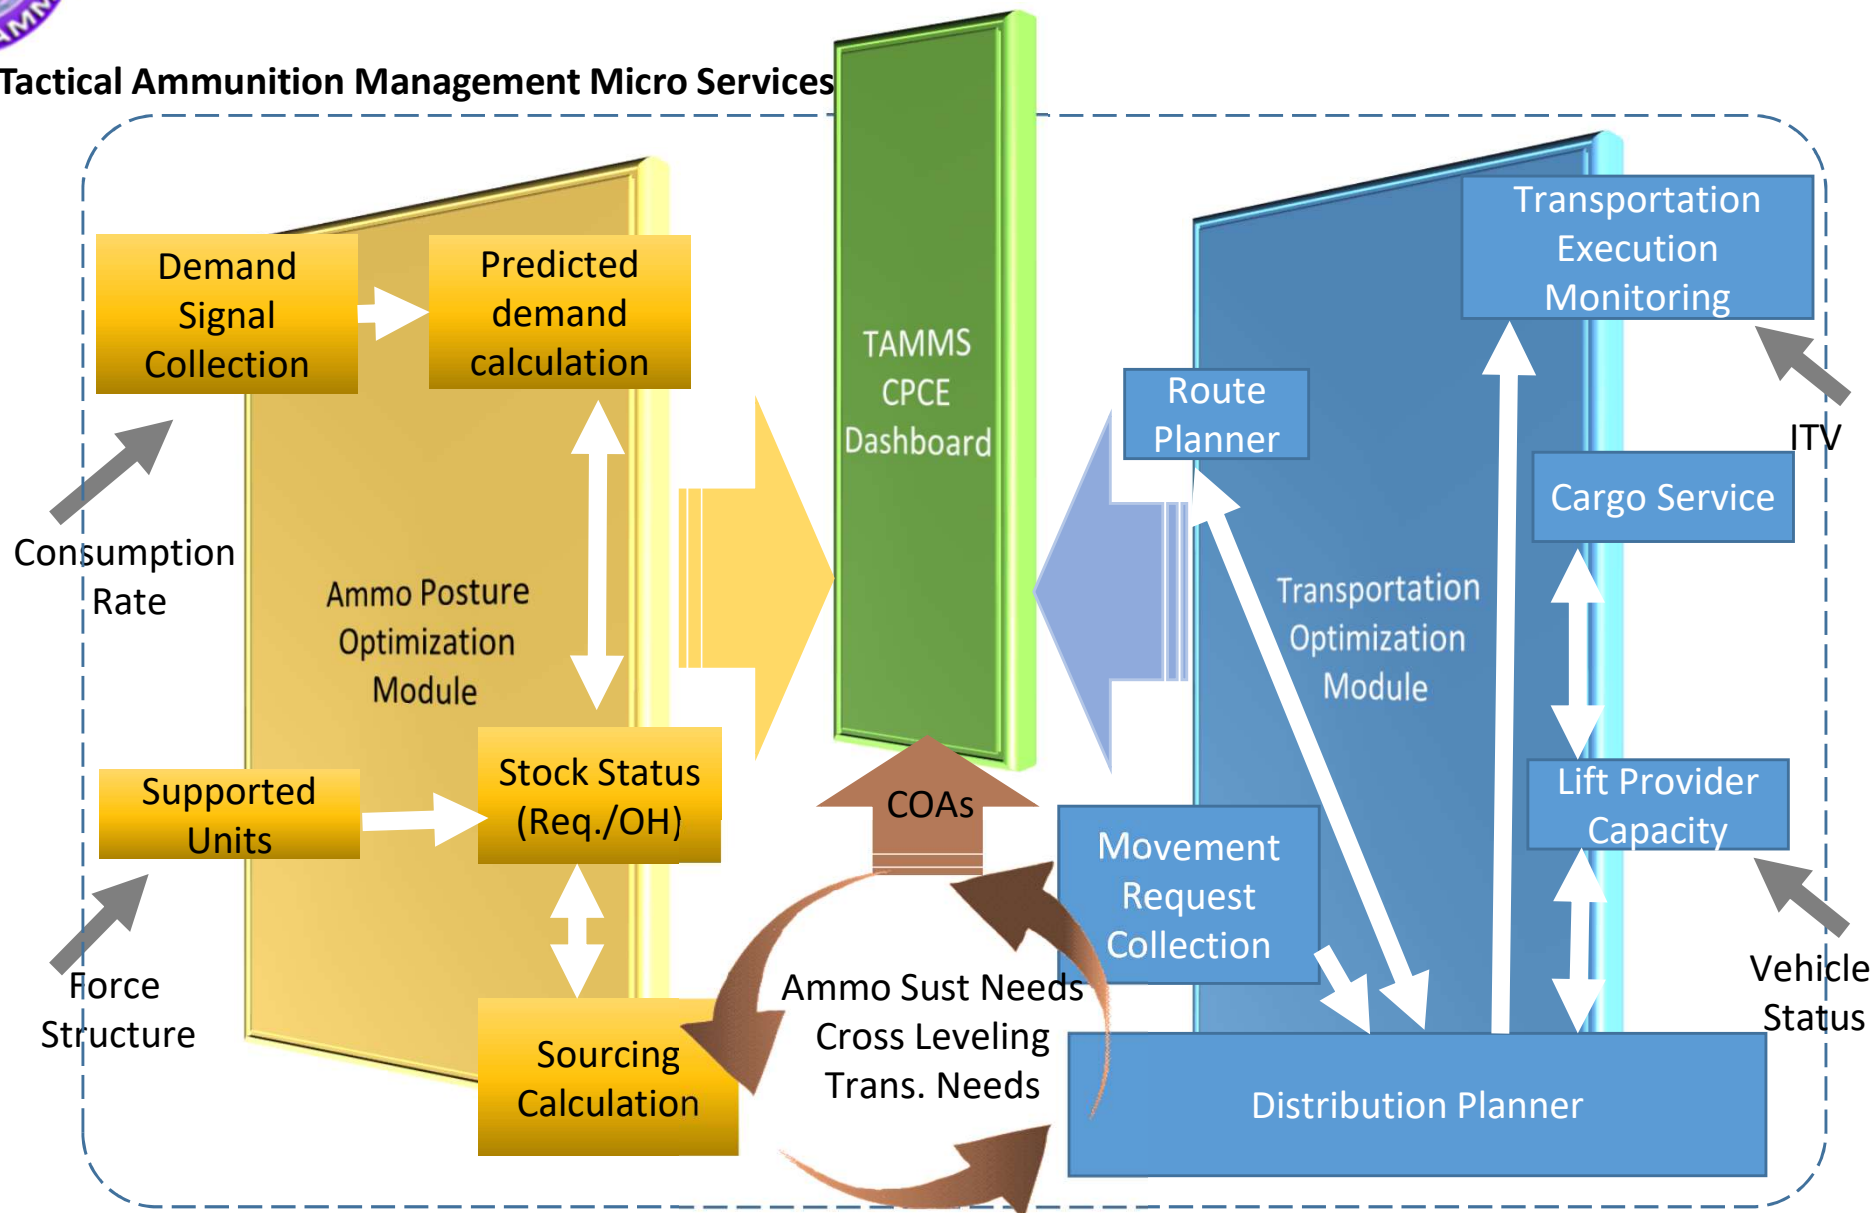 AMM
Tactical Ammunition Management Micro Services
Demand
Signal
Collection
Predicted
demand
calculation
Consumption
Rate
Ammo Posture
Optimization
Module
Supported
Units
Stock Status
(Req./OH)
Force
Structure
Sourcing
Calculation
TAMMS
CPCE
Dashboard
COAs
Ammo Sust Needs
Cross Leveling
Trans. Needs
Transportation
Execution
Monitoring
Route
Planner
ITV
Cargo Service
Transportation
Optimization
Module
Lift Provider
Capacity
Movement
Request
Collection
Vehicle
Status
Distribution Planner